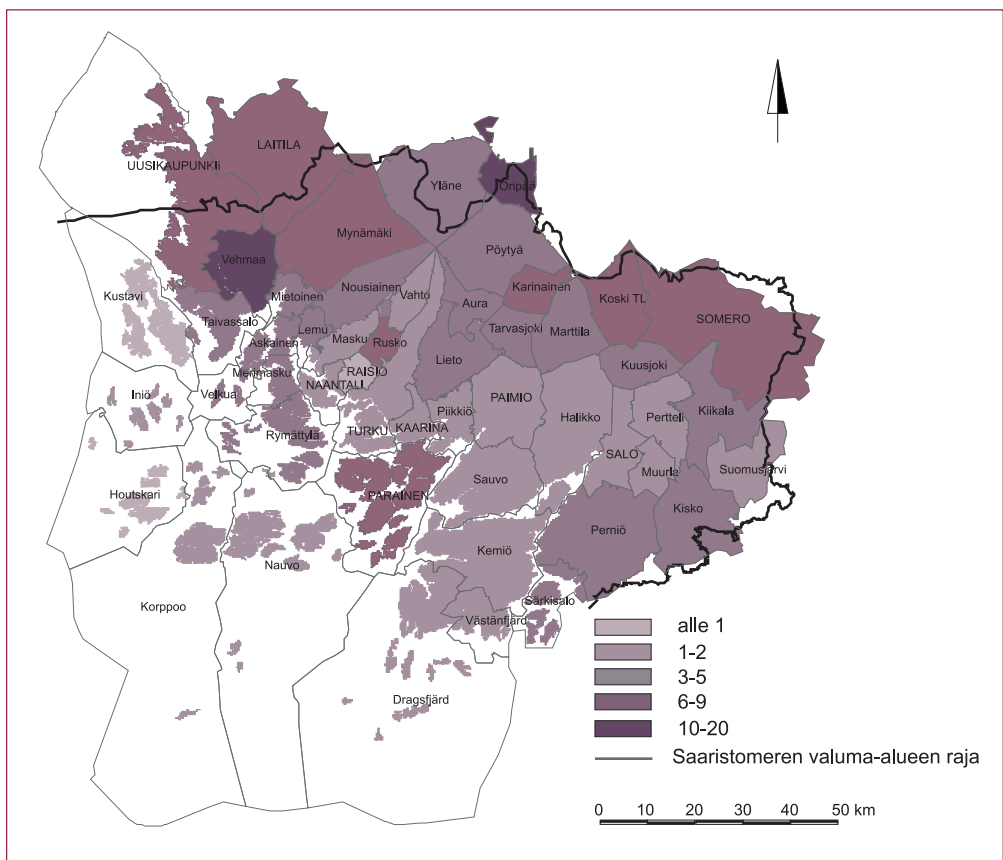 LAITILA
UUSIKAUPUNKII
Yläne
Oripää
Mynämäki
Vehmaa
Pöytyä
Kustavi
Mietoinen
Nousiainen
Vahto
Karinainen
Koski TL
SOMERO
Taivassalo
Lemu
Aura
Tarvasjoki
Marttila
Askainen
Masku
Rusko
Lieto
Kuusjoki
Merimasku
RAISIO
NAANTALI
PAIMIO
Iniö
Velkua
Kiikala
Rymättylä
Piikkiö
Halikko
Pertteli
TURKU
KAARINA
SALO
Muurla
Suomusjärvi
Houtskari
PARAINEN
Sauvo
Kisko
Perniö
Nauvo
Kemiö
Korppoo
Särkisalo
Västänfjärd
Dragsfjärd
alle 1
1-2
3-5
6-9
10-20
Saaristomeren valuma-alueen raja
0 10 20 30 40 50 km